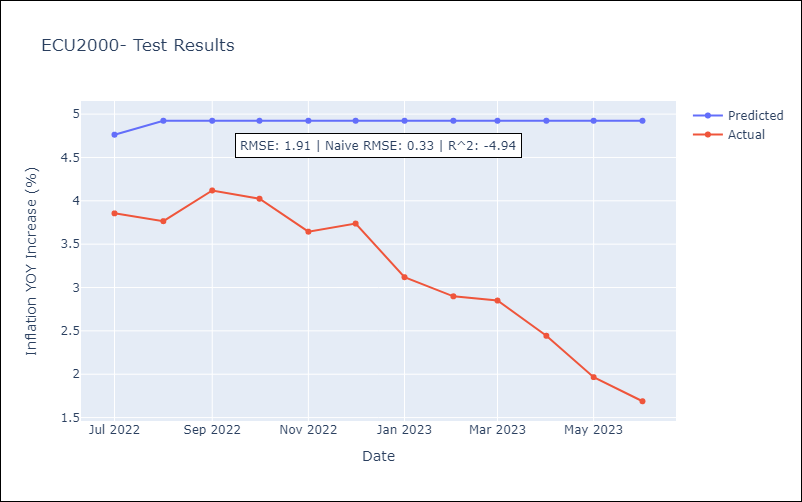 ECU2000- Test Results
Predicted
Actual
RMSE: 1.91 | Naive RMSE: 0.33 | R^2: -4.94
Inflation YOY Increase (%)
5
4.5
4
3.5
3
2.5
2
1.5
Jul 2022 Sep 2022 Nov 2022 Jan 2023 Mar 2023 May 2023
Date